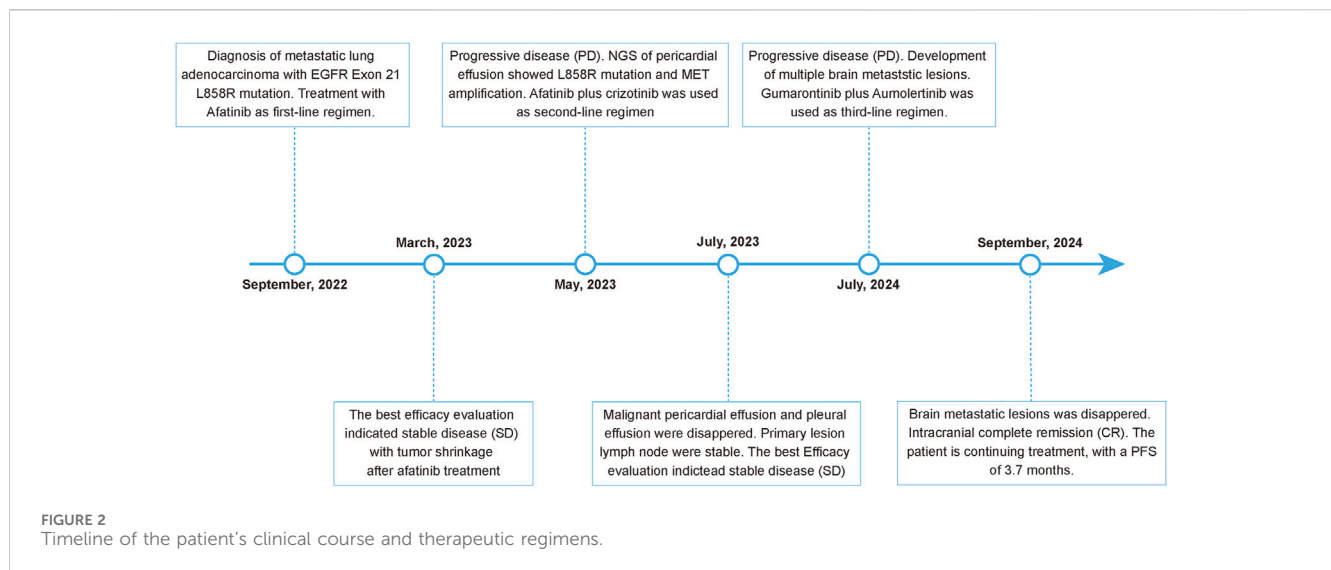 Diagnosis of metastatic lung
adenocarcinoma with EGFR Exon 21
L858R mutation. Treatment with
Afatinib as first-line regimen.
Progressive disease (PD). NGS of pericardial
effusion showed L858R mutation and MET
amplification. Afatinib plus crizotinib was used
as second-line regimen
Progressive disease (PD). Development
of multiple brain metaststic lesions.
Gumarontinib plus Aumolertinib was
used as third-line regimen.
March, 2023
July, 2023
September, 2024
September, 2022
May, 2023
July, 2024
The best efficacy evaluation
indicated stable disease (SD)
with tumor shrinkage
after afatinib treatment
Malignant pericardial effusion and pleural
effusion were disappered. Primary lesion
lymph node were stable. The best Efficacy
evaluation indictead stable disease (SD)
Brain metastatic lesions was disappered.
Intracranial complete remission (CR). The
patient is continuing treatment, with a PFS
of 3.7 months.
FIGURE 2
Timeline of the patient's clinical course and therapeutic regimens.